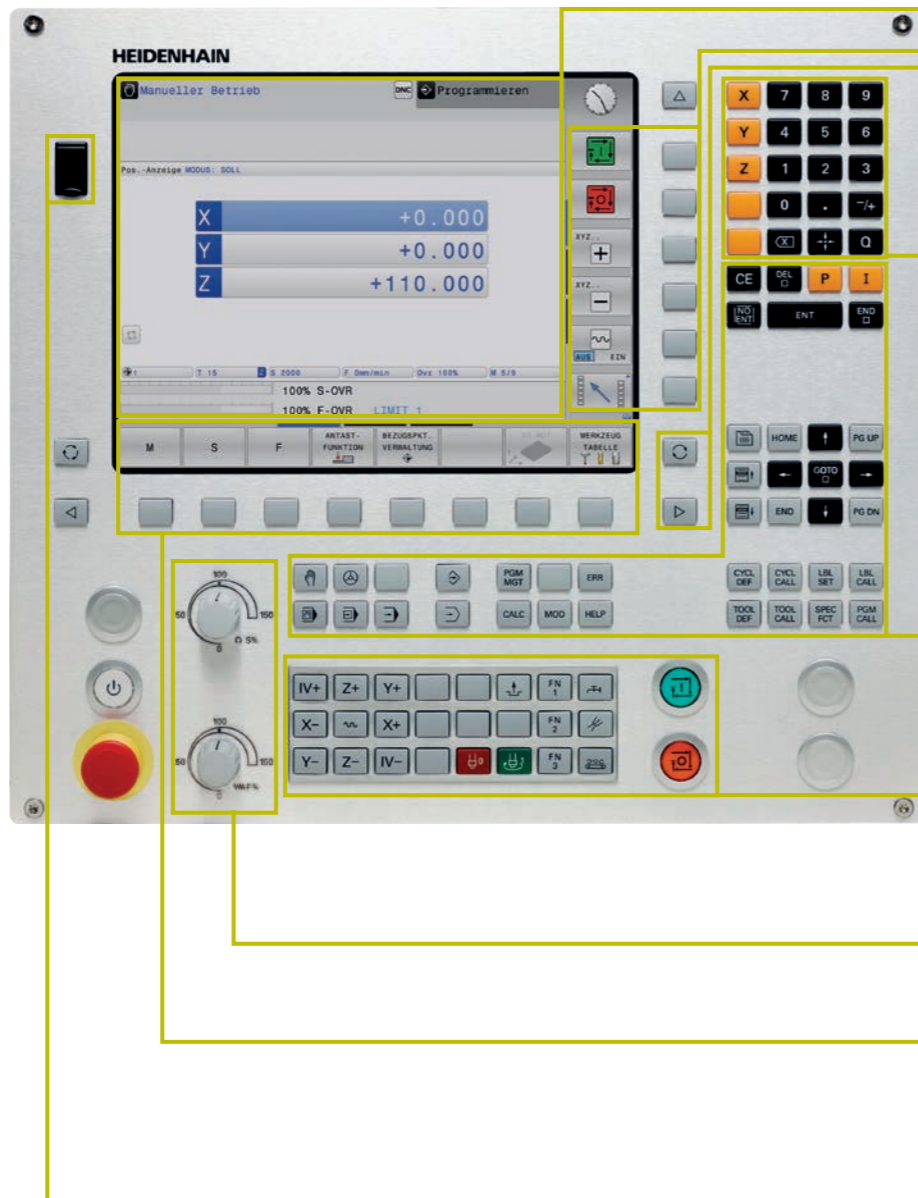 HEIDENHAIN
Manueller Betrieb
DNC
Programmieren
Pos.-Anzeige MODUS: SOLL
X +0.000
Y +0.000
Z +110.000
XYZ..
+
XYZ..
−
AUS EIN
T 15
Z S 2000
F 0mm/min
Ovr 100%
M 5/9
100% S-OVR
100% F-OVR LIMIT 1
M
S
F
ANTAST-
FUNKTION
BEZUGSPKT.
VERWALTUNG
WERKZEUG
TABELLE
X 7 8 9
Y 4 5 6
Z 1 2 3
0 . −/+
X Q
CE DEL P I
NO
ENT
ENT
END
HOME PG UP
GOTO
END PG DN
PGM
MGT
ERR
CALC MOD HELP
CYCL
DEF
CYCL
CALL
LBL
SET
LBL
CALL
TOOL
DEF
TOOL
CALL
SPEC
FCT
PGM
CALL
100
50 150
0
S%
100
50 150
0
F%
IV+ Z+ Y+
FN
1
X− X+
FN
2
Y− Z− IV−
0
FN
3
I
O